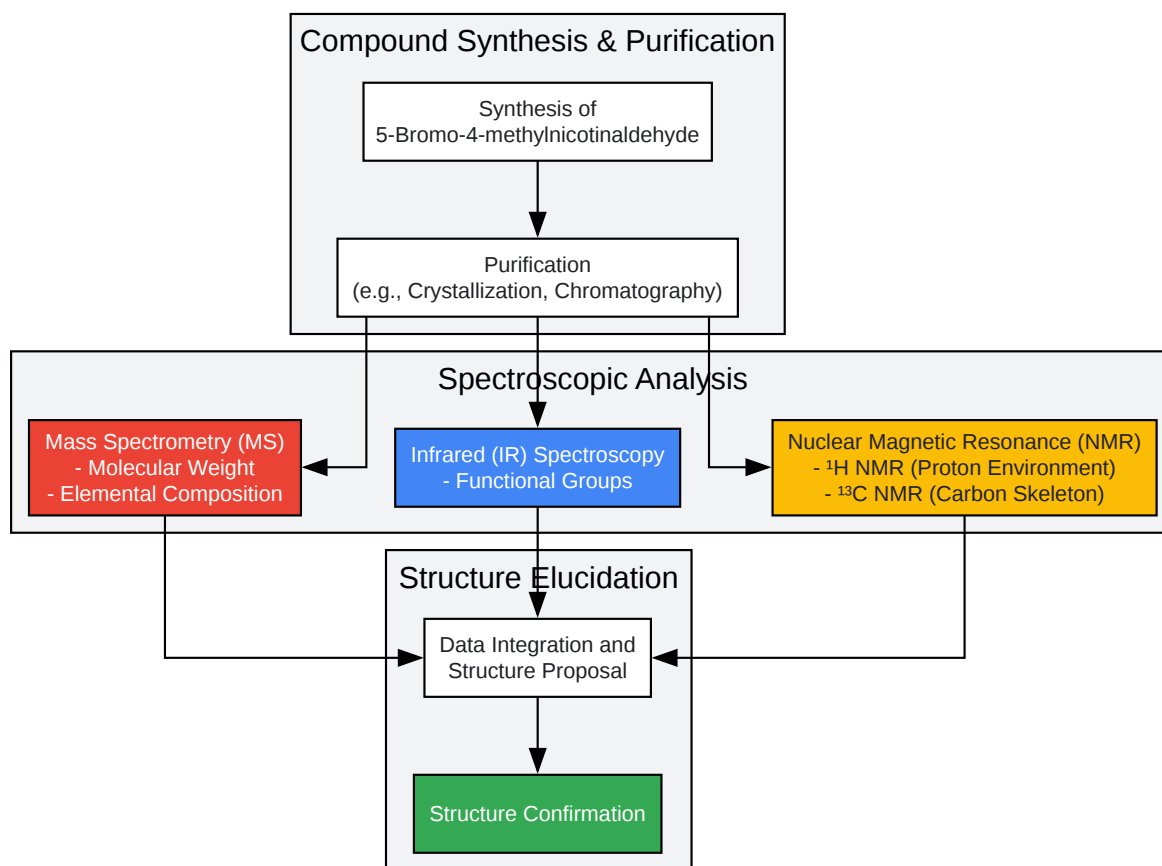 Compound Synthesis & Purification
Synthesis of
5-Bromo-4-methylnicotinaldehyde
Purification
(e.g., Crystallization, Chromatography)
Spectroscopic Analysis
Mass Spectrometry (MS)
- Molecular Weight
- Elemental Composition
Infrared (IR) Spectroscopy
- Functional Groups
Nuclear Magnetic Resonance (NMR)
- ¹H NMR (Proton Environment)
- ¹³C NMR (Carbon Skeleton)
Structure Elucidation
Data Integration and
Structure Proposal
Structure Confirmation